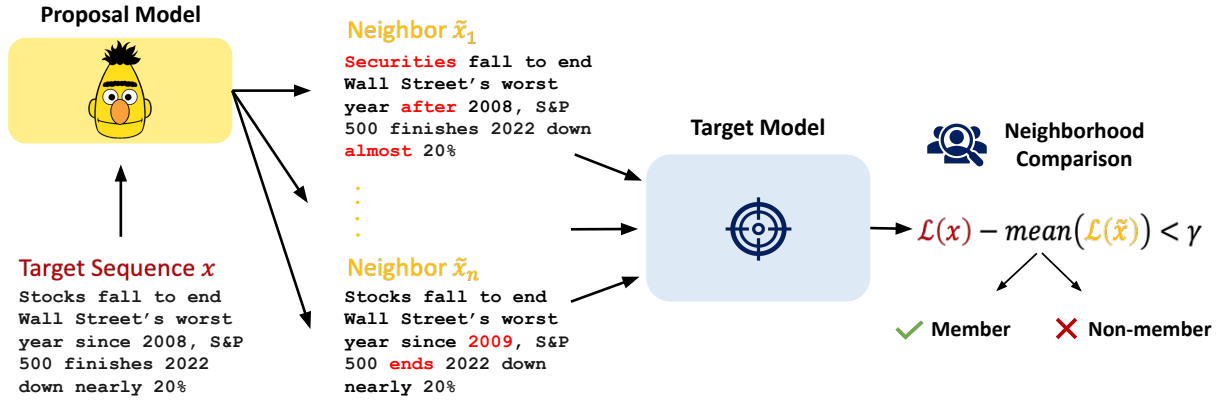 Proposal Model
Target Sequence x
Stocks fall to end
Wall Street's worst
year since 2008, S&P
500 finishes 2022
down nearly 20%
Neighbor x̃₁
Securities fall to end
Wall Street's worst
year after 2008, S&P
500 finishes 2022 down
almost 20%
Neighbor x̃ₙ
Stocks fall to end
Wall Street's worst
year since 2009, S&P
500 ends 2022 down
nearly 20%
Target Model
Neighborhood
Comparison
ℒ(x) − mean(ℒ(x̃)) < γ
Member
Non-member